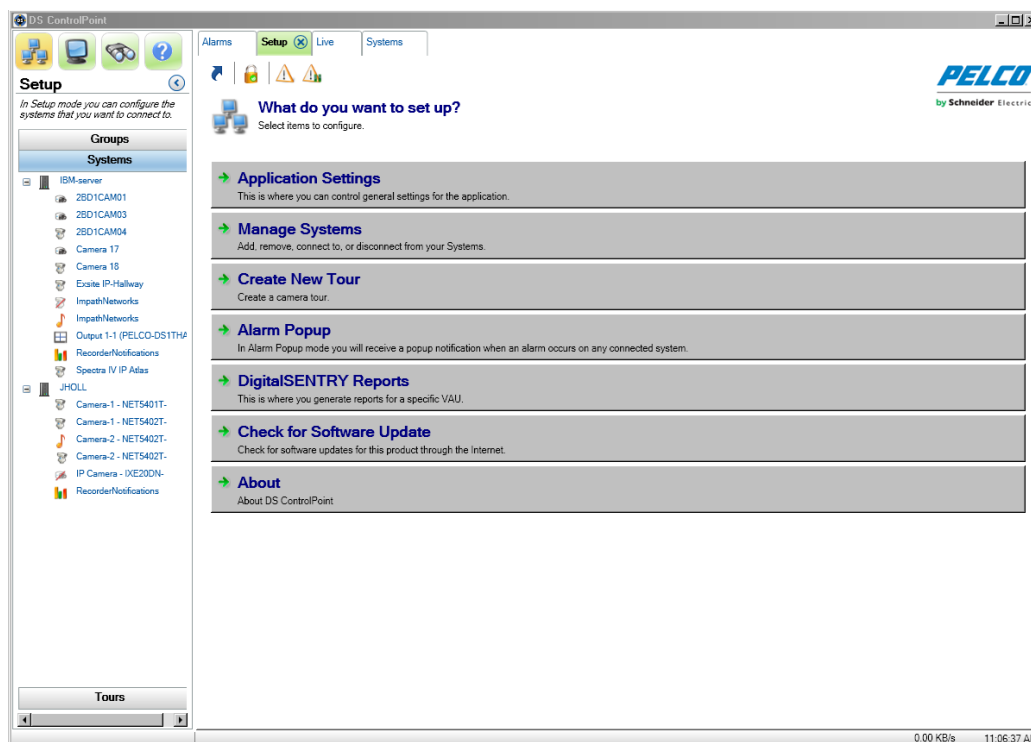 DS ControlPoint
Alarms
Setup
Live
Systems
Setup
In Setup mode you can configure the
systems that you want to connect to.
Groups
Systems
IBM-server
2BD1CAM01
2BD1CAM03
2BD1CAM04
Camera 17
Camera 18
Exsite IP-Hallway
ImpathNetworks
ImpathNetworks
Output 1-1 (PELCO-DS1THA
RecorderNotifications
Spectra IV IP Atlas
JHOLL
Camera-1 - NET5401T-
Camera-1 - NET5402T-
Camera-2 - NET5402T-
Camera-2 - NET5402T-
IP Camera - IXE20DN-
RecorderNotifications
Tours
PELCO
by Schneider Electric
What do you want to set up?
Select items to configure.
Application Settings
This is where you can control general settings for the application.
Manage Systems
Add, remove, connect to, or disconnect from your Systems.
Create New Tour
Create a camera tour.
Alarm Popup
In Alarm Popup mode you will receive a popup notification when an alarm occurs on any connected system.
DigitalSENTRY Reports
This is where you generate reports for a specific VAU.
Check for Software Update
Check for software updates for this product through the Internet.
About
About DS ControlPoint
0.00 KB/s
11:06:37 A